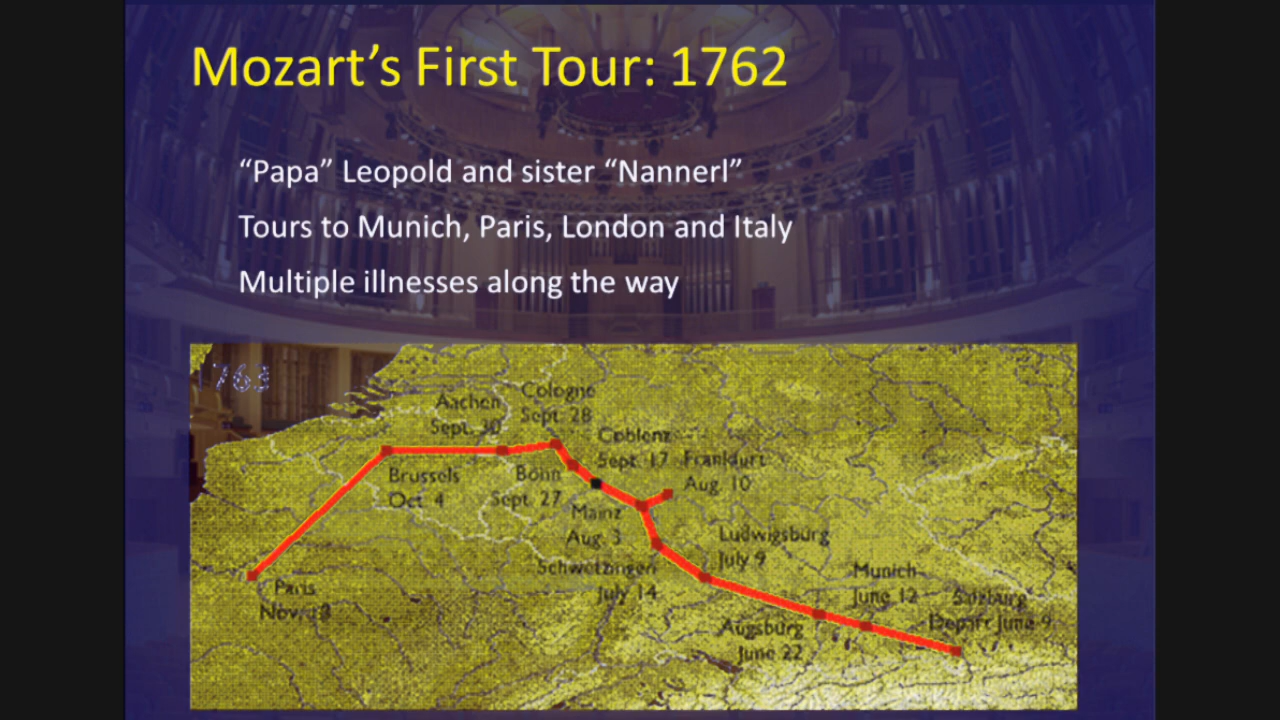 Mozart’s First Tour: 1762
“Papa” Leopold and sister “Nannerl”
Tours to Munich, Paris, London and Italy
Multiple illnesses along the way
1763
Cologne
Sept. 28
Aachen
Sept. 30
Coblenz
Sept. 17
Frankfurt
Aug. 10
Brussels
Oct. 4
Bonn
Sept. 27
Mainz
Aug. 3
Ludwigsburg
July 9
Schwetzingen
July 14
Munich
June 12
Paris
Nov. 18
Salzburg
Depart June 9
Augsburg
June 22